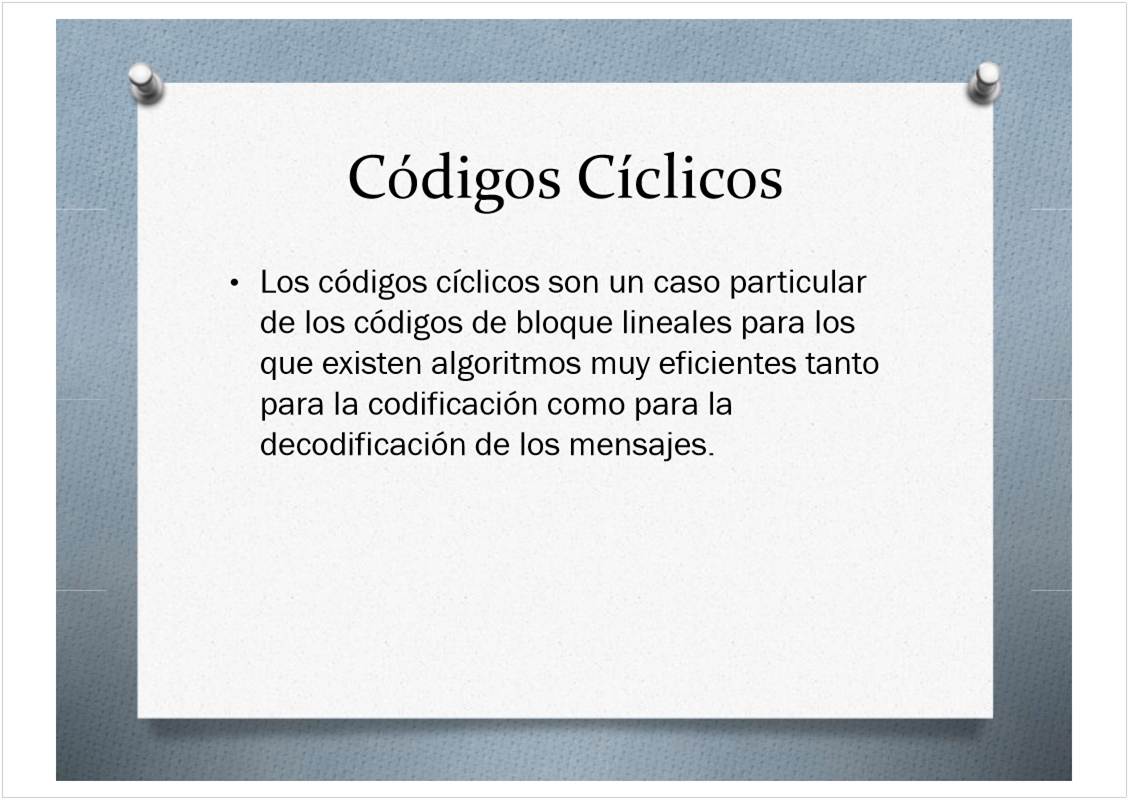 Códigos Cíclicos
• Los códigos cíclicos son un caso particular
de los códigos de bloque lineales para los
que existen algoritmos muy eficientes tanto
para la codificación como para la
decodificación de los mensajes.